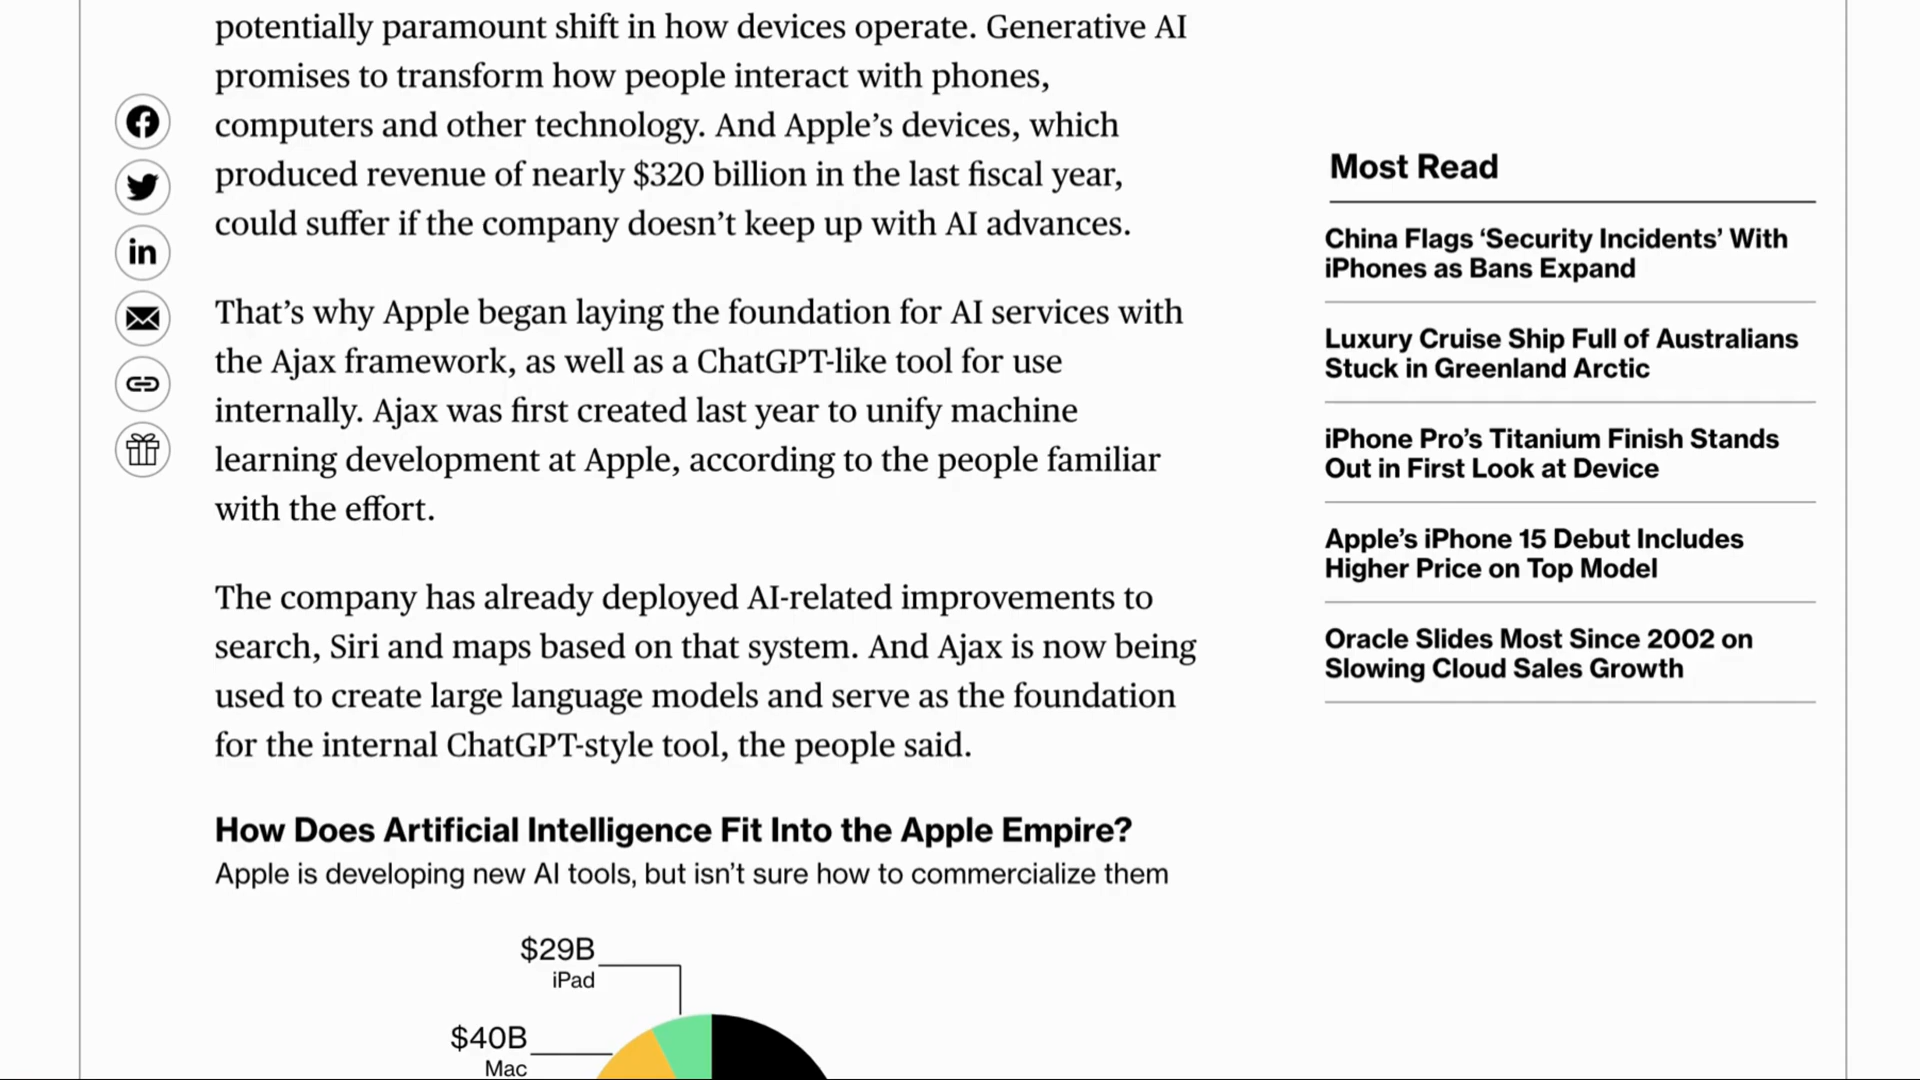 potentially paramount shift in how devices operate. Generative AI
promises to transform how people interact with phones,
computers and other technology. And Apple’s devices, which
produced revenue of nearly $320 billion in the last fiscal year,
could suffer if the company doesn’t keep up with AI advances.
That’s why Apple began laying the foundation for AI services with
the Ajax framework, as well as a ChatGPT-like tool for use
internally. Ajax was first created last year to unify machine
learning development at Apple, according to the people familiar
with the effort.
The company has already deployed AI-related improvements to
search, Siri and maps based on that system. And Ajax is now being
used to create large language models and serve as the foundation
for the internal ChatGPT-style tool, the people said.
How Does Artificial Intelligence Fit Into the Apple Empire?
Apple is developing new AI tools, but isn’t sure how to commercialize them
$29B
iPad
$40B
Mac
Most Read
China Flags ‘Security Incidents’ With
iPhones as Bans Expand
Luxury Cruise Ship Full of Australians
Stuck in Greenland Arctic
iPhone Pro’s Titanium Finish Stands
Out in First Look at Device
Apple’s iPhone 15 Debut Includes
Higher Price on Top Model
Oracle Slides Most Since 2002 on
Slowing Cloud Sales Growth